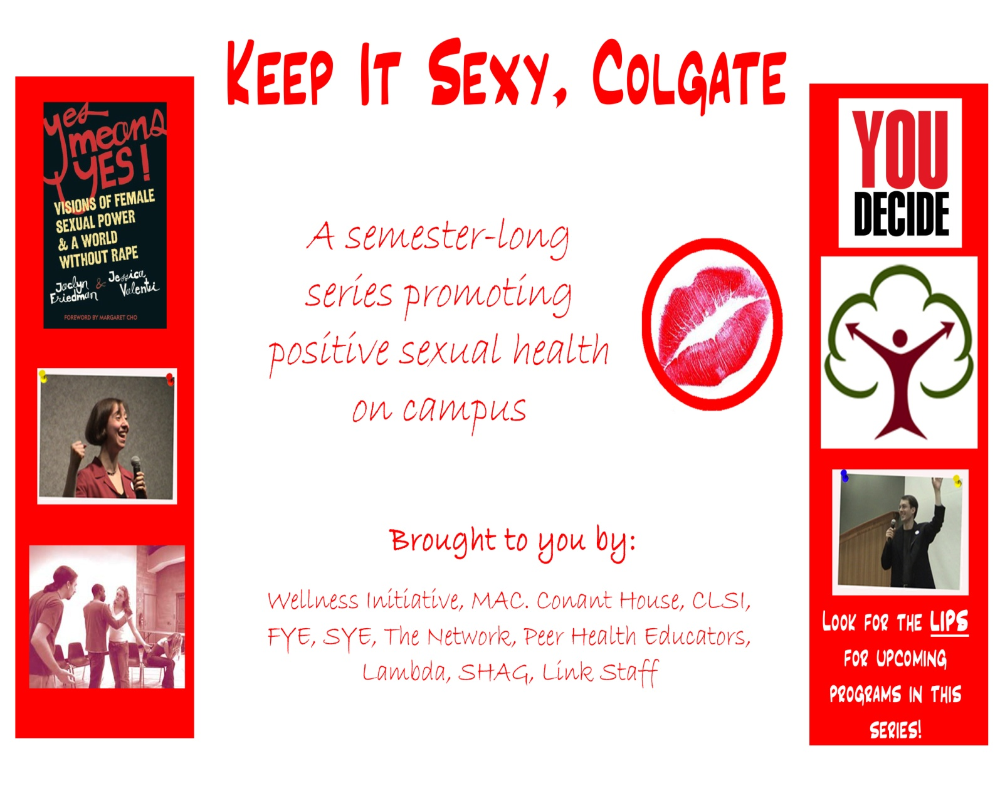 Keep It Sexy, Colgate
yes
means
YES!
VISIONS OF FEMALE
SEXUAL POWER
& A WORLD
WITHOUT RAPE
Jaclyn Friedman & Jessica Valenti
FOREWORD BY MARGARET CHO
A semester-long
series promoting
positive sexual health
on campus
Brought to you by:
Wellness Initiative, MAC. Conant House, CLSI,
FYE, SYE, The Network, Peer Health Educators,
Lambda, SHAG, Link Staff
YOU
DECIDE
Look for the LIPS
for upcoming
programs in this
series!